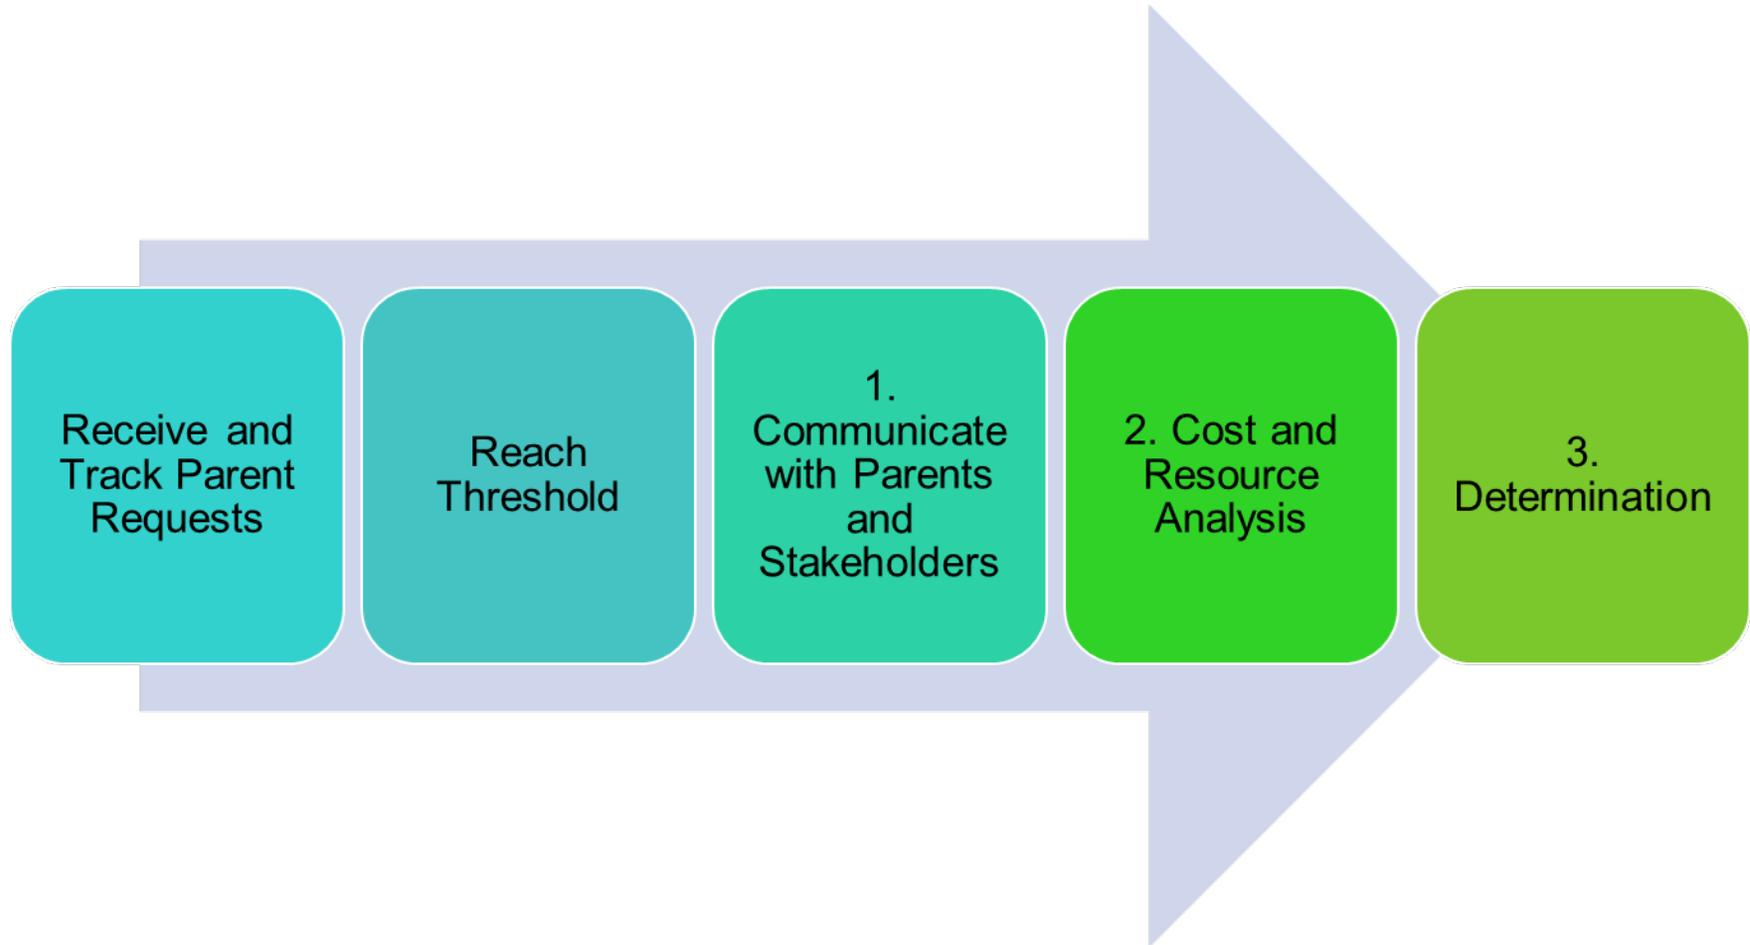 Receive and
Track Parent
Requests
Reach
Threshold
1.
Communicate
with Parents
and
Stakeholders
2. Cost and
Resource
Analysis
3.
Determination